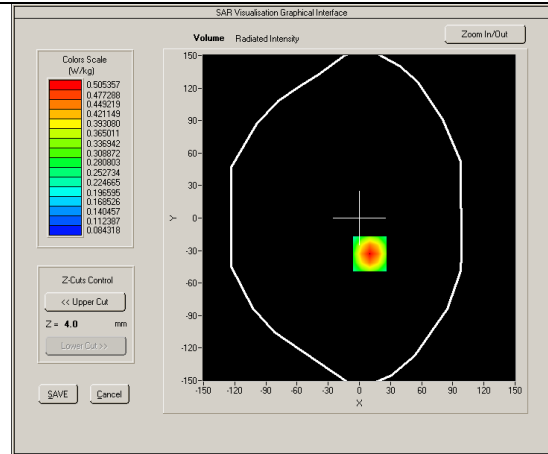 SAR Visualisation Graphical Interface
Volume Radiated Intensity
Zoom In/Out
Colors Scale
(W/kg)
0.505357
0.477288
0.449219
0.421149
0.393080
0.365011
0.336942
0.308872
0.280803
0.252734
0.224665
0.196595
0.168526
0.140457
0.112387
0.084318
Z-Cuts Control
<< Upper Cut
Z = 4.0 mm
Lower Cut >>
SAVE Cancel
150
120
90
60
30
0
-30
-60
-90
-120
-150
Y
-150 -120 -90 -60 -30 0 30 60 90 120 150
X